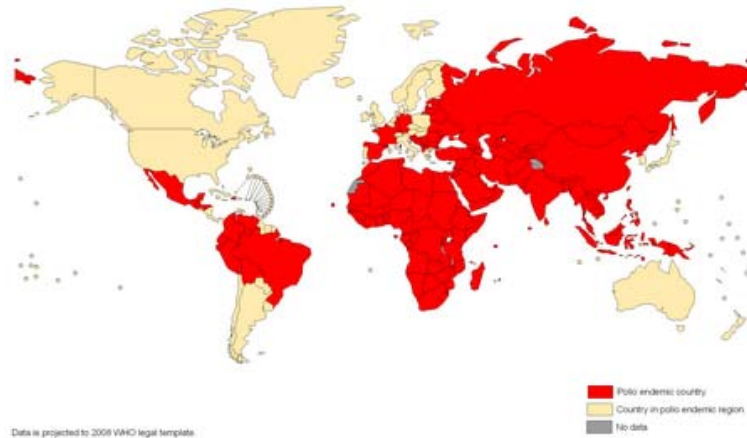 Polio endemic country
Country in polio endemic region
No data
Data is projected to 2008 WHO legal template.